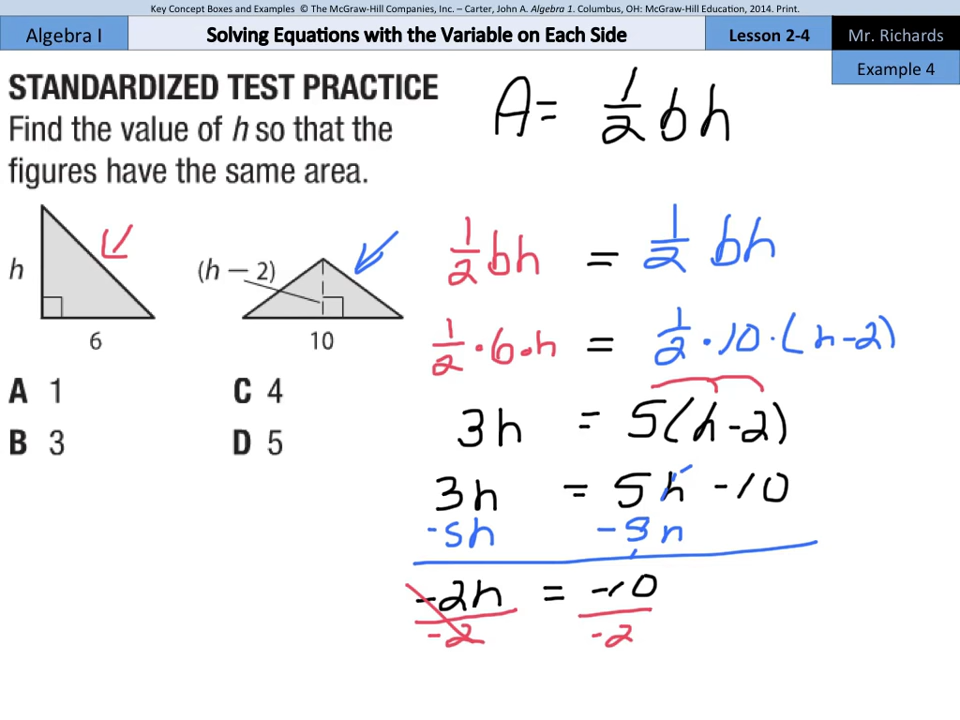 Key Concept Boxes and Examples © The McGraw-Hill Companies, Inc. – Carter, John A. Algebra 1. Columbus, OH: McGraw-Hill Education, 2014. Print.
Algebra I
Solving Equations with the Variable on Each Side
Lesson 2-4
Mr. Richards
Example 4
STANDARDIZED TEST PRACTICE
Find the value of h so that the
figures have the same area.
h
6
(h − 2)
10
A 1
C 4
B 3
D 5
A = 1/2 bh
1/2 bh = 1/2 bh
1/2 · 6 · h = 1/2 · 10 · (h - 2)
3h = 5(h - 2)
3h = 5h - 10
-5h -5h
-2h = -10
-2 -2